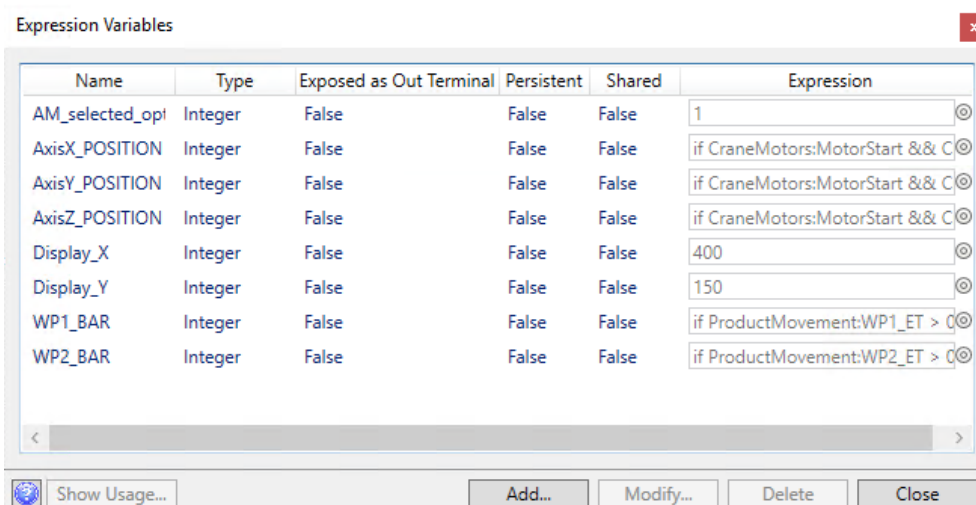 Expression Variables
Name Type Exposed as Out Terminal Persistent Shared Expression
AM_selected_opt Integer False False False 1
AxisX_POSITION Integer False False False if CraneMotors:MotorStart && C
AxisY_POSITION Integer False False False if CraneMotors:MotorStart && C
AxisZ_POSITION Integer False False False if CraneMotors:MotorStart && C
Display_X Integer False False False 400
Display_Y Integer False False False 150
WP1_BAR Integer False False False if ProductMovement:WP1_ET > 0
WP2_BAR Integer False False False if ProductMovement:WP2_ET > 0
Show Usage... Add... Modify... Delete Close